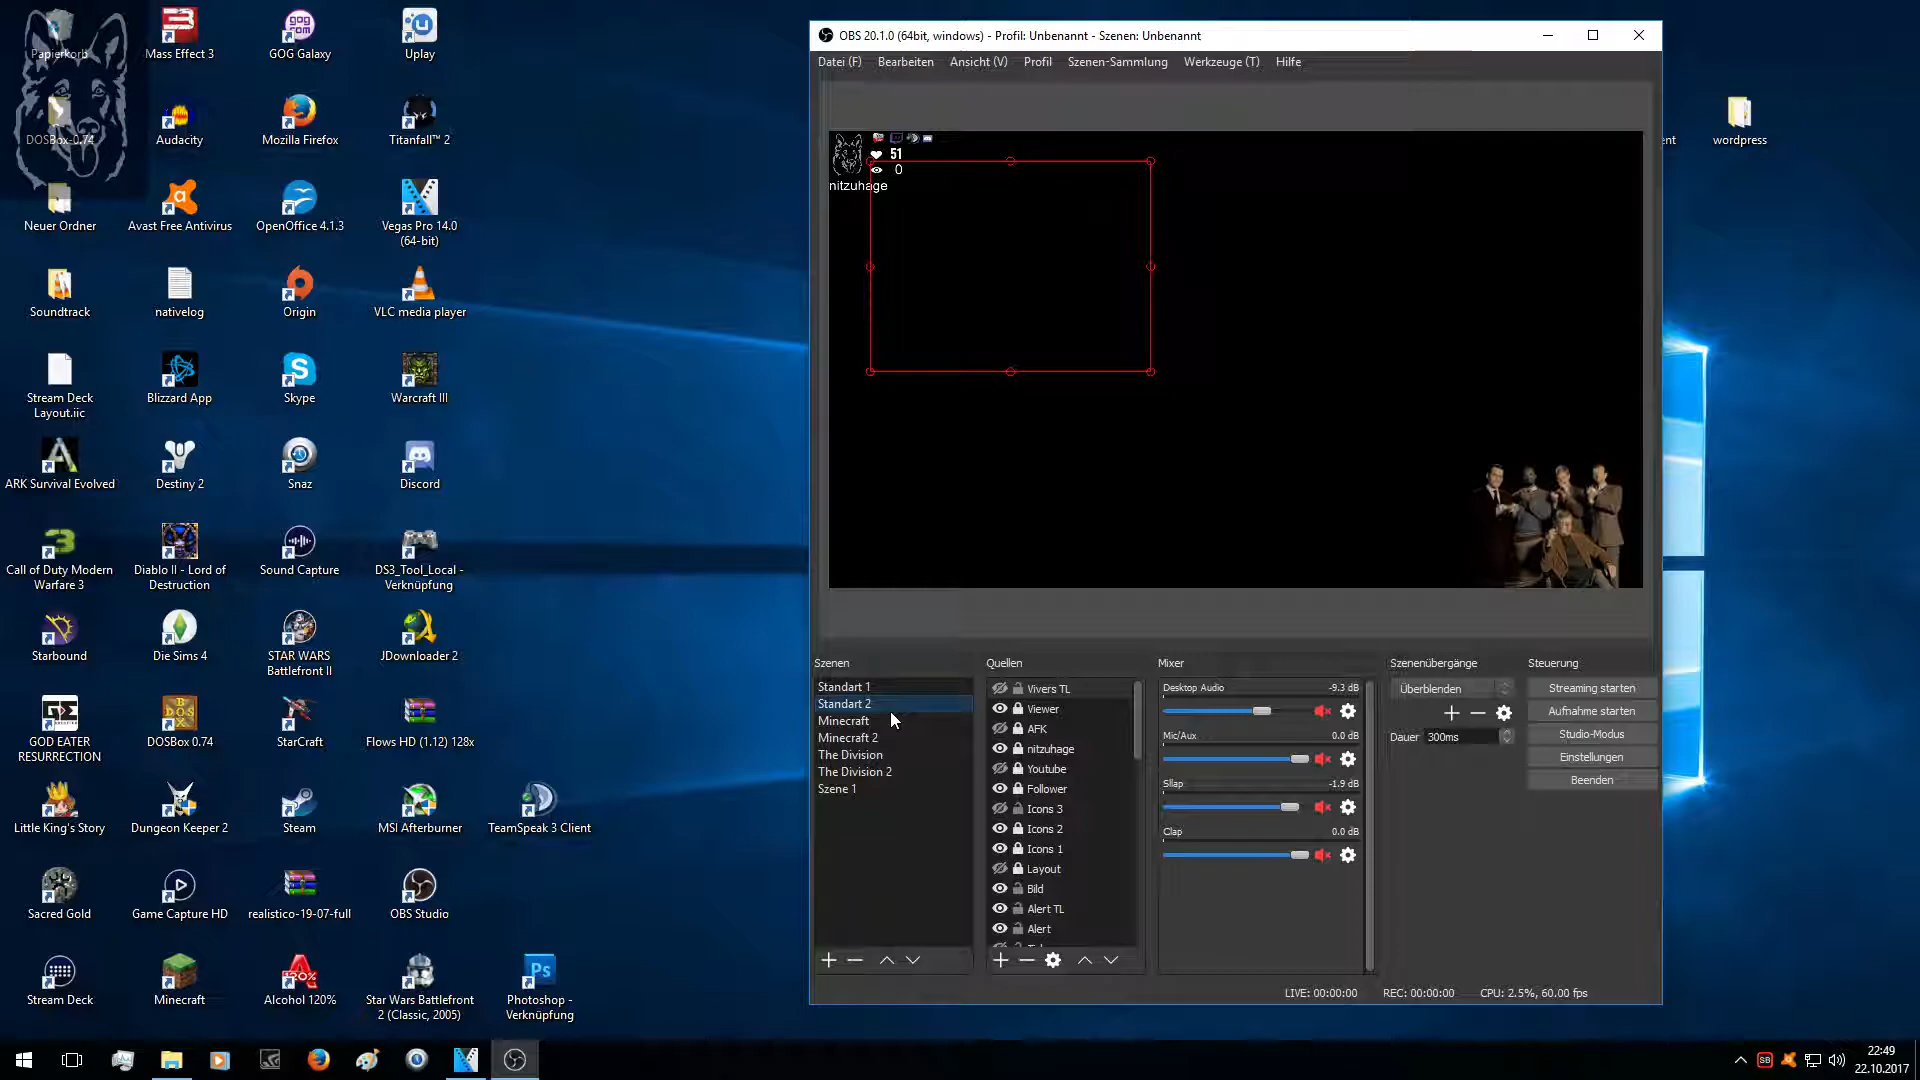 Papierkorb
Mass Effect 3
GOG Galaxy
Uplay
DOSBox-0.74
Audacity
Mozilla Firefox
Titanfall™ 2
Neuer Ordner
Avast Free Antivirus
OpenOffice 4.1.3
Vegas Pro 14.0
(64-bit)
Soundtrack
nativelog
Origin
VLC media player
Stream Deck
Layout.iic
Blizzard App
Skype
Warcraft III
ARK Survival Evolved
Destiny 2
Snaz
Discord
Call of Duty Modern
Warfare 3
Diablo II - Lord of
Destruction
Sound Capture
DS3_Tool_Local -
Verknüpfung
Starbound
Die Sims 4
STAR WARS
Battlefront II
JDownloader 2
GOD EATER
RESURRECTION
DOSBox 0.74
StarCraft
Flows HD (1.12) 128x
Little King's Story
Dungeon Keeper 2
Steam
MSI Afterburner
TeamSpeak 3 Client
Sacred Gold
Game Capture HD
realistico-19-07-full
OBS Studio
Stream Deck
Minecraft
Alcohol 120%
Star Wars Battlefront
2 (Classic, 2005)
Photoshop -
Verknüpfung
OBS 20.1.0 (64bit, windows) - Profil: Unbenannt - Szenen: Unbenannt
Datei (F)
Bearbeiten
Ansicht (V)
Profil
Szenen-Sammlung
Werkzeuge (T)
Hilfe
51
0
nitzuhage
ent
wordpress
Szenen
Standart 1
Standart 2
Minecraft
Minecraft 2
The Division
The Division 2
Szene 1
Quellen
Vivers TL
Viewer
AFK
nitzuhage
Youtube
Follower
Icons 3
Icons 2
Icons 1
Layout
Bild
Alert TL
Alert
Mixer
Desktop Audio -9.3 dB
Mic/Aux 0.0 dB
Sllap -1.9 dB
Clap 0.0 dB
Szenenübergänge
Überblenden
Dauer 300ms
Steuerung
Streaming starten
Aufnahme starten
Studio-Modus
Einstellungen
Beenden
LIVE: 00:00:00
REC: 00:00:00
CPU: 2.5%, 60.00 fps
22:49
22.10.2017